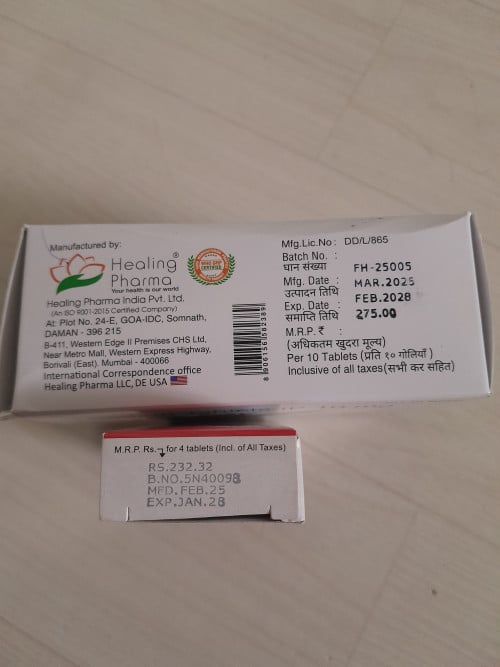 Manufactured by:
Healing
Pharma
®
Your health is our world
WHO GMP
CERTIFIED
Healing Pharma India Pvt. Ltd.
(An ISO 9001-2015 Certified Company)
At: Plot No. 24-E, GOA-IDC, Somnath,
DAMAN - 396 215
B-411, Western Edge II Premises CHS Ltd,
Near Metro Mall, Western Express Highway,
Borivali (East), Mumbai - 400066
International Correspondence office
Healing Pharma LLC, DE USA
Mfg.Lic.No: DD/L/865
Batch No. :
घान संख्या FH-25005
Mfg. Date : MAR.2025
उत्पादन तिथि
Exp. Date : FEB.2028
समाप्ति तिथि 275.00
M.R.P. ₹ :
(अधिकतम खुदरा मूल्य)
Per 10 Tablets (प्रति १० गोलियाँ )
Inclusive of all taxes(सभी कर सहित)
M.R.P. Rs. for 4 tablets (Incl. of All Taxes)
RS.232.32
B.NO.5N40098
MFD.FEB.25
EXP.JAN.28